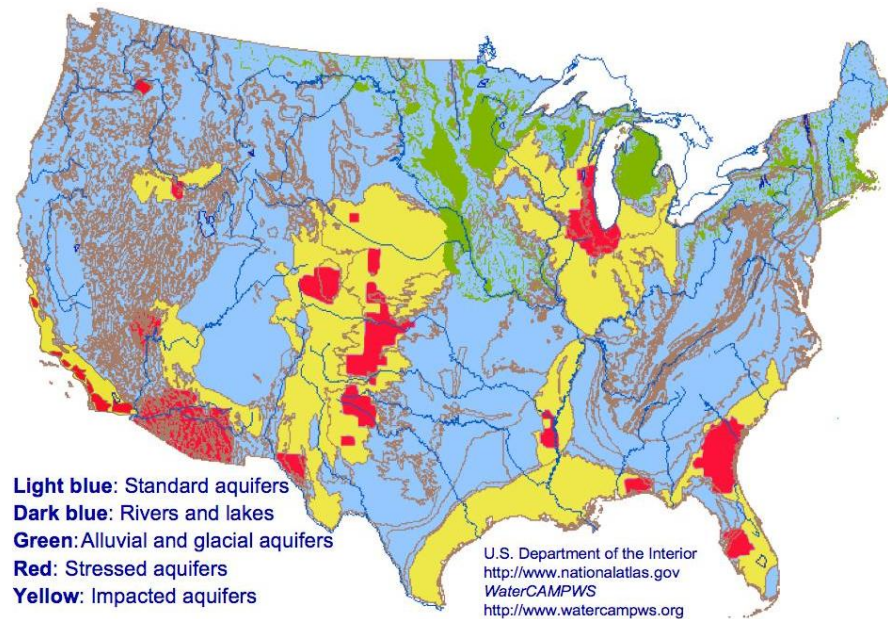 Light blue: Standard aquifers
Dark blue: Rivers and lakes
Green: Alluvial and glacial aquifers
Red: Stressed aquifers
Yellow: Impacted aquifers
U.S. Department of the Interior
http://www.nationalatlas.gov
WaterCAMPWS
http://www.watercampws.org